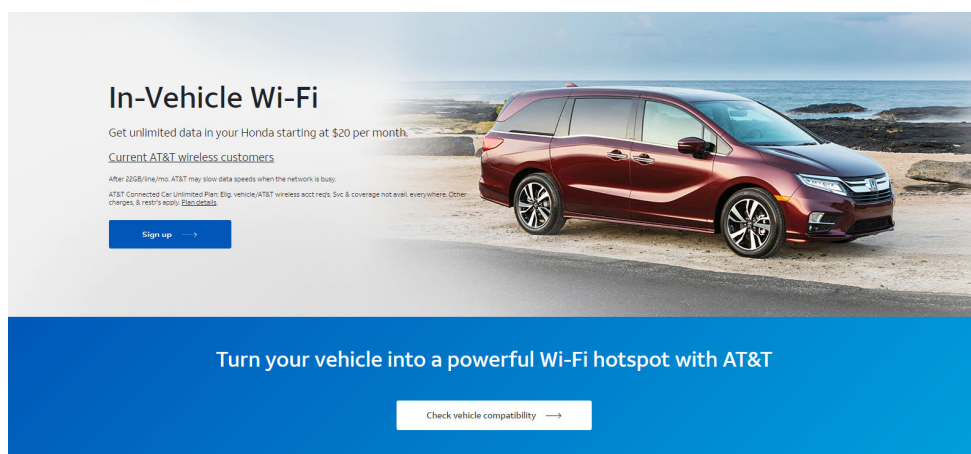 In-Vehicle Wi-Fi
Get unlimited data in your Honda starting at $20 per month.
Current AT&T wireless customers
After 22GB/line/mo. AT&T may slow data speeds when the network is busy.
AT&T Connected Car Unlimited Plan: Elig. vehicle/AT&T wireless acct req's. Svc & coverage not avail. everywhere. Other
charges, & restr's apply. Plan details.
Sign up
Turn your vehicle into a powerful Wi-Fi hotspot with AT&T
Check vehicle compatibility